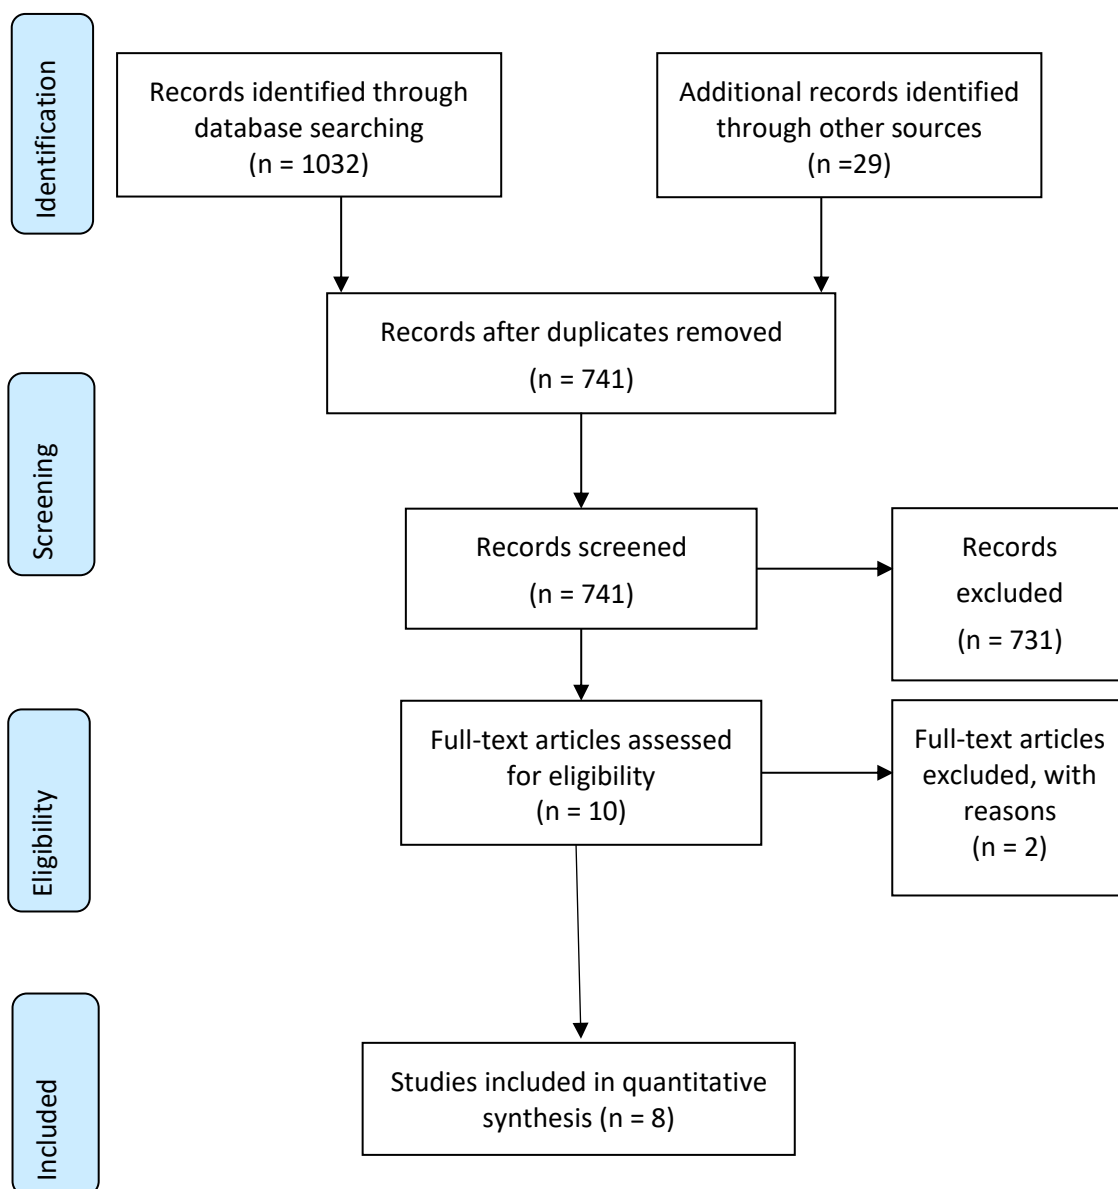 Identification
Records identified through
database searching
(n = 1032)
Additional records identified
through other sources
(n =29)
Records after duplicates removed
(n = 741)
Screening
Records screened
(n = 741)
Records
excluded
(n = 731)
Eligibility
Full-text articles assessed
for eligibility
(n = 10)
Full-text articles
excluded, with
reasons
(n = 2)
Included
Studies included in quantitative
synthesis (n = 8)